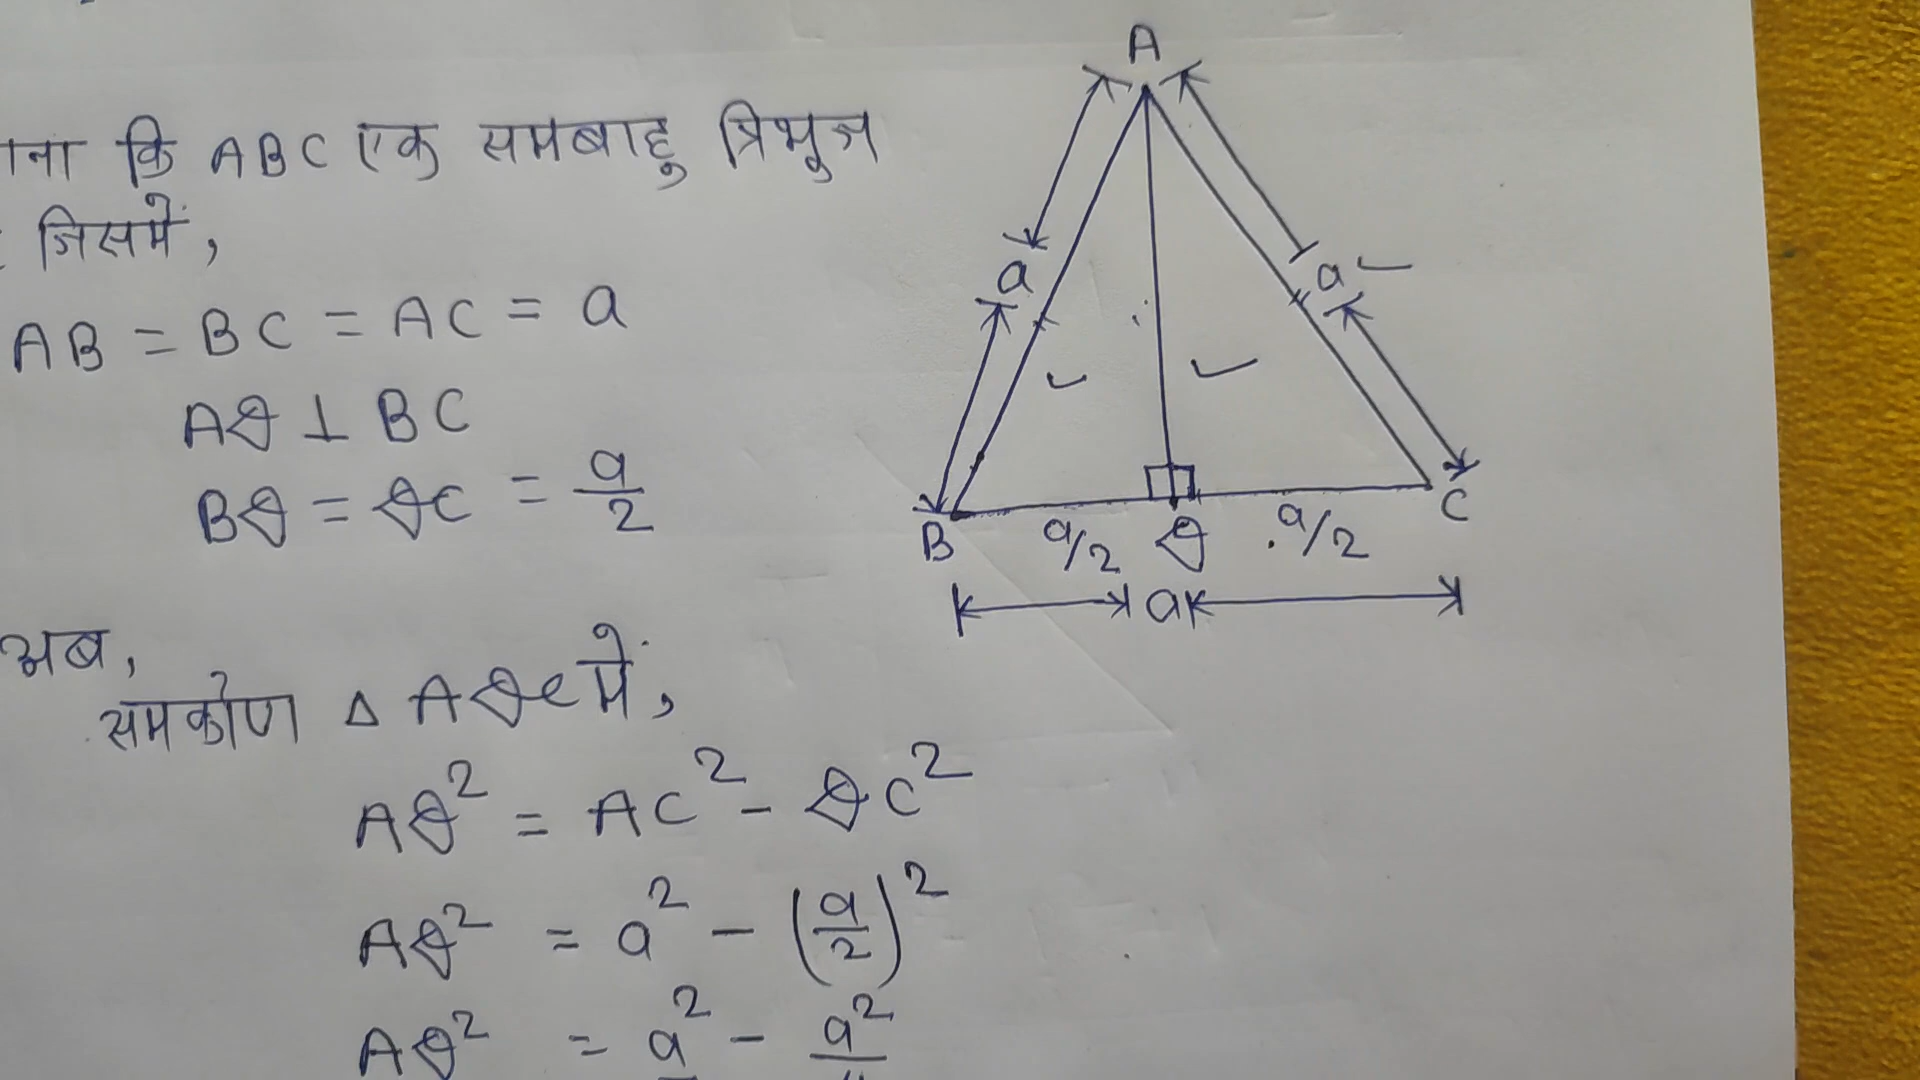 माना कि ABC एक समबाहु त्रिभुज
जिसमें,
AB = BC = AC = a
AD ⊥ BC
BD = DC = a/2
A
a
a
B
a/2
D
a/2
C
a
अब,
समकोण Δ ADC में,
AD² = AC² - DC²
AD² = a² - (a/2)²
AD² = a² - a²